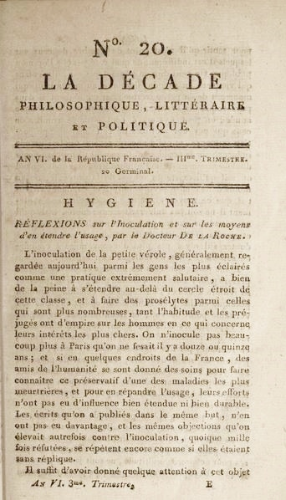 Nº. 20.
LA DÉCADE
PHILOSOPHIQUE, LITTÉRAIRE
ET POLITIQUE.
AN VI. de la République Française. — IIIme. TRIMESTRE.
20 Germinal.
HYGIENE.
RÉFLEXIONS sur l'Inoculation et sur les moyens
d'en étendre l'usage, par le Docteur DE LA ROCHE.
L'inoculation de la petite vérole, généralement re-
gardée aujourd'hui parmi les gens les plus éclairés
comme une pratique extrêmement salutaire, a bien
de la peine à s'étendre au-delà du cercle étroit de
cette classe, et à faire des prosélytes parmi celles
qui sont plus nombreuses, tant l'habitude et les pré-
jugés ont d'empire sur les hommes en ce qui concerne
leurs intérêts les plus chers. On n'inocule pas beau-
coup plus à Paris qu'on ne fesait il y a douze ou quinze
ans; et si en quelques endroits de la France, des
amis de l'humanité se sont donné des soins pour faire
connaître ce préservatif d'une des maladies les plus
meurtrières, et pour en répandre l'usage, leurs efforts
n'ont pas eu d'influence bien étendue ni bien durable.
Les écrits qu'on a publiés dans le même but, n'en
ont pas eu davantage, et les mêmes objections qu'on
élevait autrefois contre l'inoculation, quoique mille
fois réfutées, se répètent encore comme si elles étaient
sans réplique.
Il suffit d'avoir donné quelque attention à cet objet
AN VI. 3me. Trimestre. E